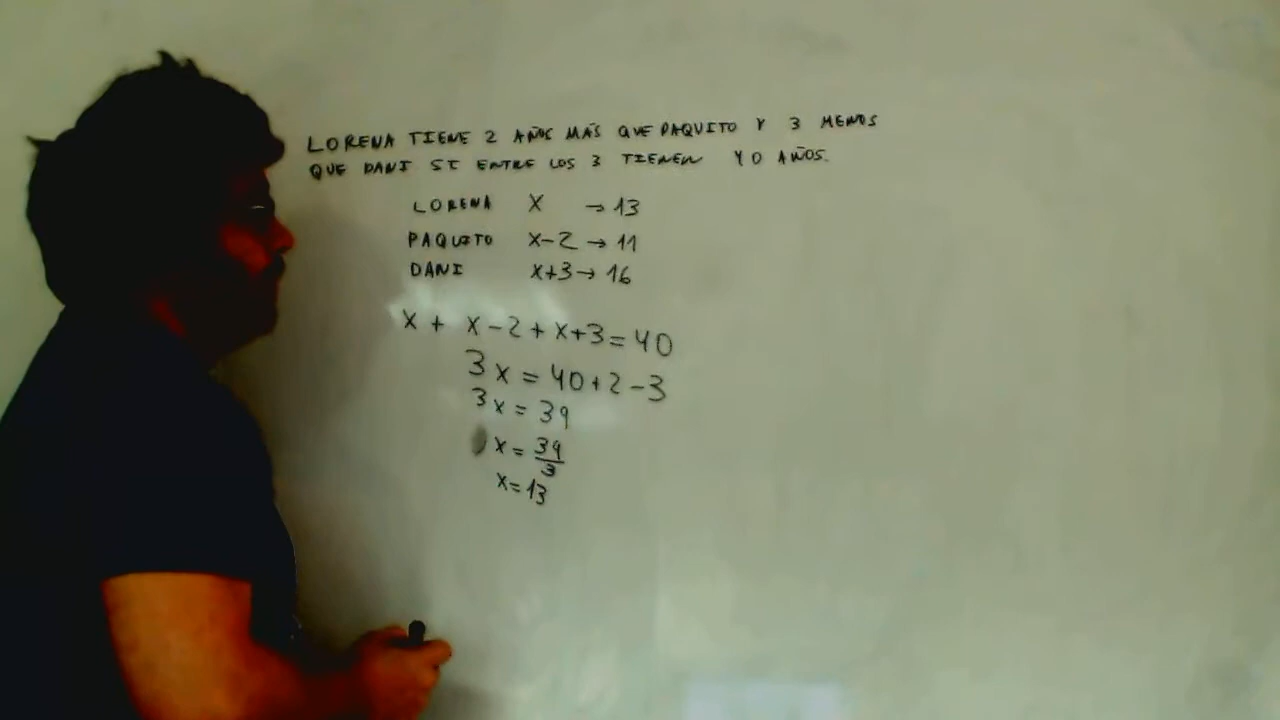 LORENA TIENE 2 AÑOS MÁS QUE PAQUITO Y 3 MENOS
QUE DANI SI ENTRE LOS 3 TIENEN 40 AÑOS.
LORENA X → 13
PAQUITO X-2 → 11
DANI X+3 → 16
X + X-2 + X+3 = 40
3X = 40+2-3
3X = 39
X = 39/3
X = 13